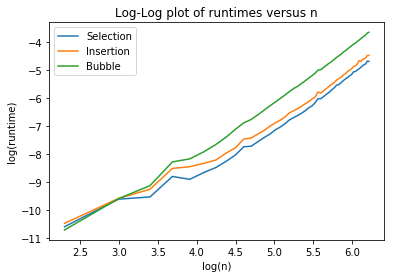 Log-Log plot of runtimes versus n
Selection
Insertion
Bubble
log(runtime)
−4
−5
−6
−7
−8
−9
−10
−11
2.5 3.0 3.5 4.0 4.5 5.0 5.5 6.0
log(n)